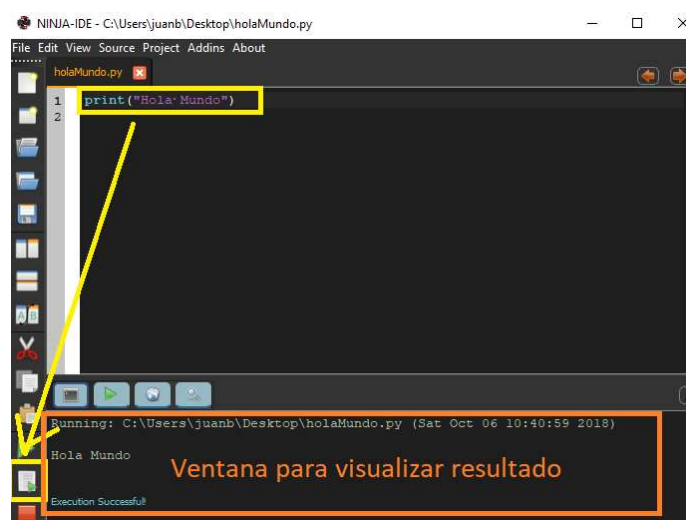 NINJA-IDE - C:\Users\juanb\Desktop\holaMundo.py
File Edit View Source Project Addins About
holaMundo.py
1 print("Hola·Mundo")
2
A B
Running: C:\Users\juanb\Desktop\holaMundo.py (Sat Oct 06 10:40:59 2018)
Hola Mundo
Ventana para visualizar resultado
Execution Successful!